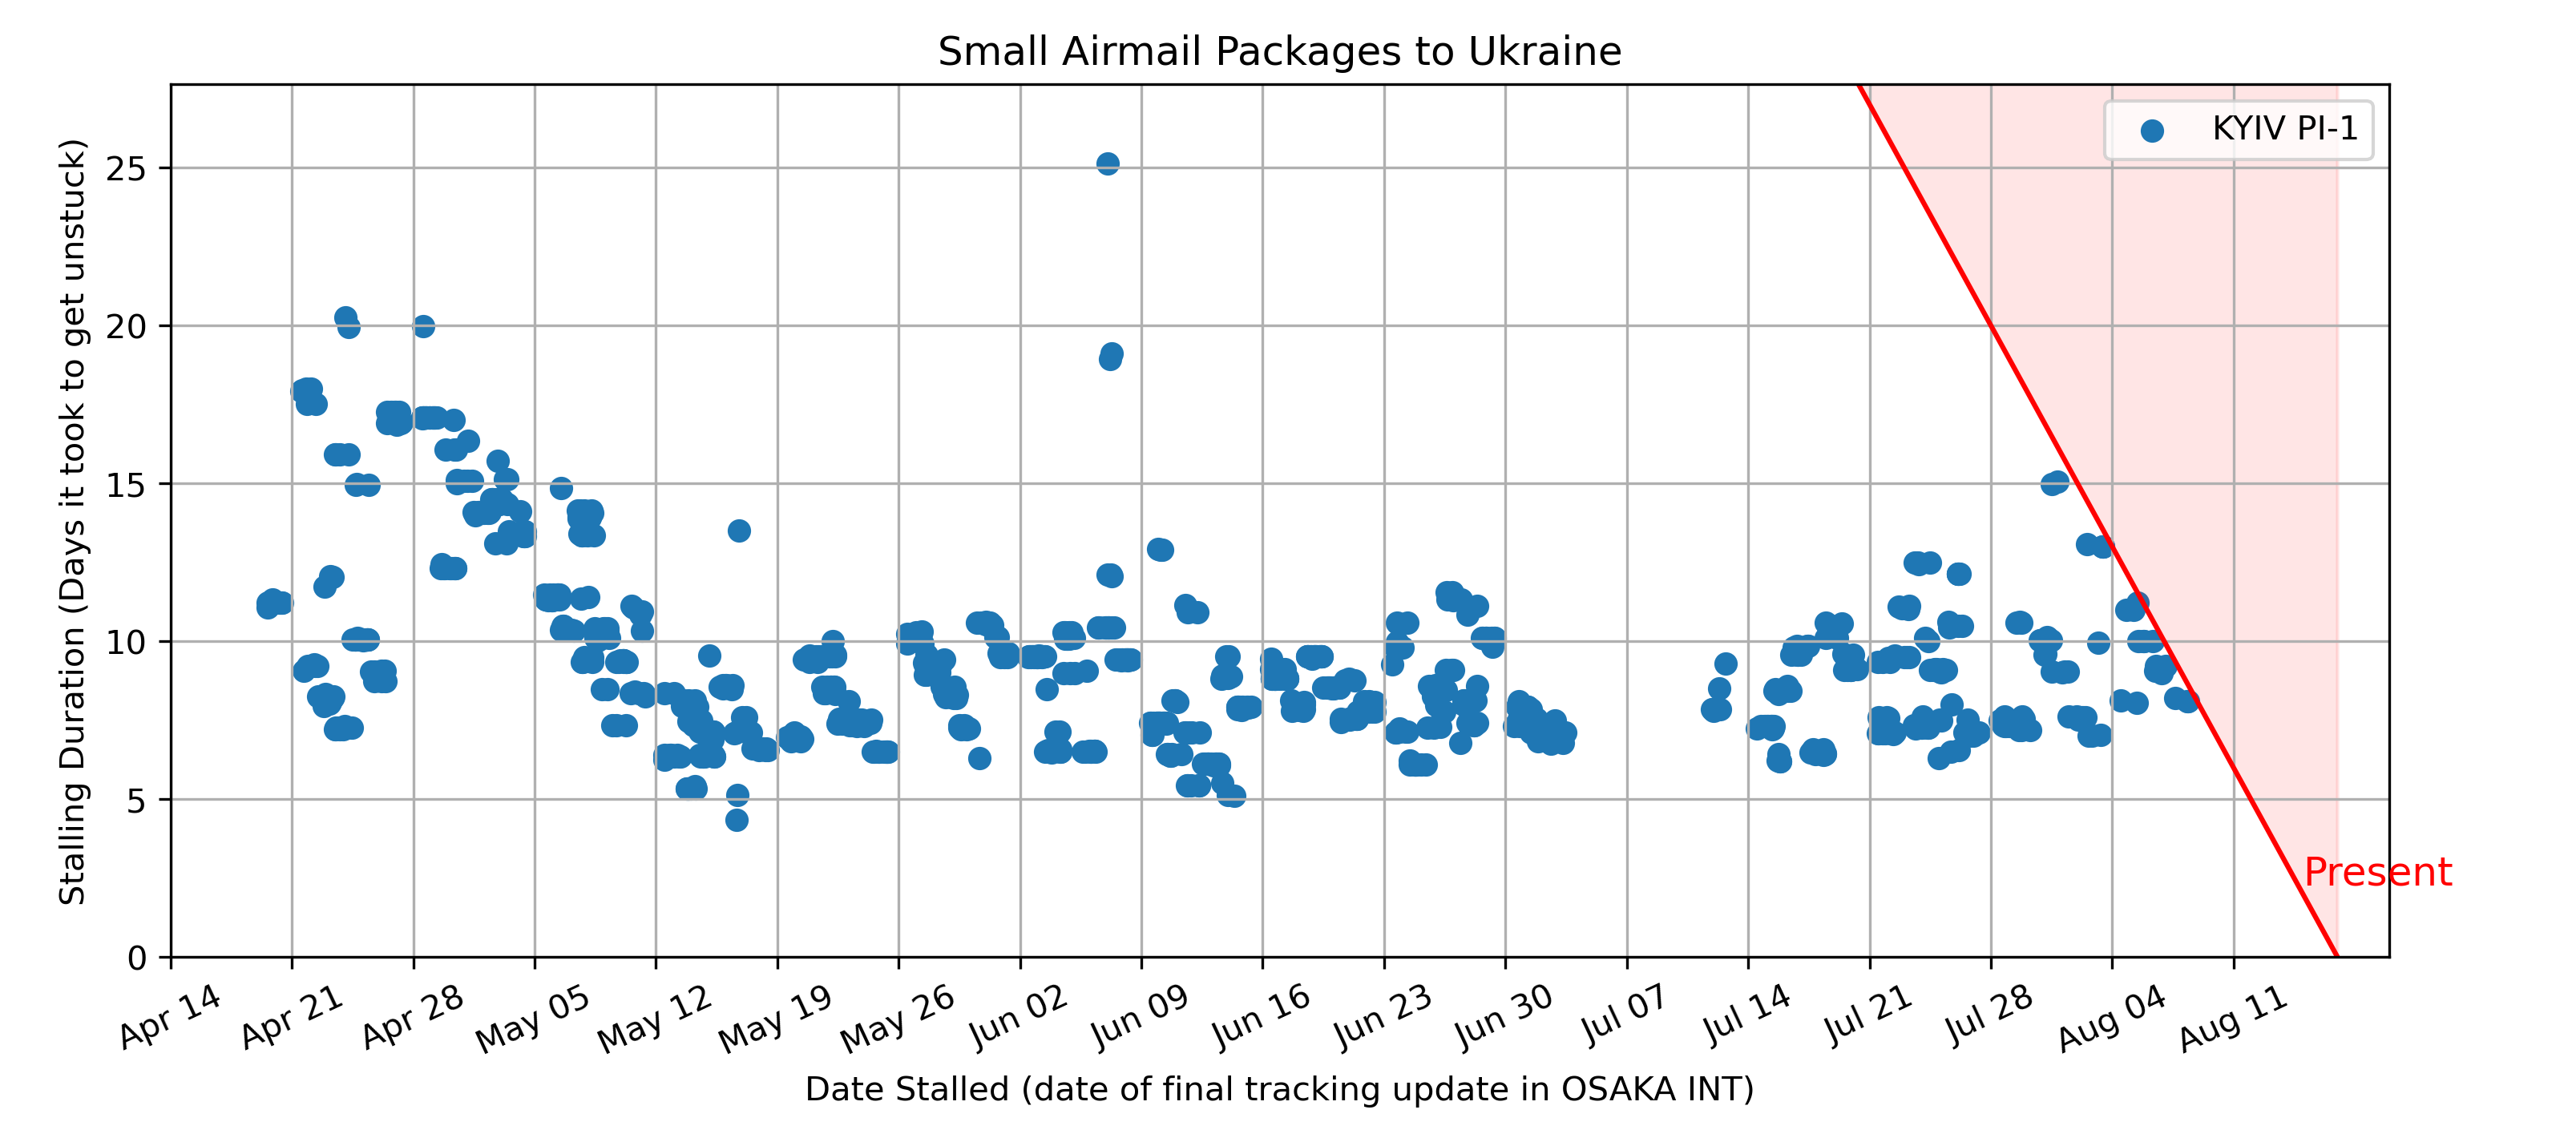 Small Airmail Packages to Ukraine
KYIV PI-1
Stalling Duration (Days it took to get unstuck)
25
20
15
10
5
0
Present
Apr 14
Apr 21
Apr 28
May 05
May 12
May 19
May 26
Jun 02
Jun 09
Jun 16
Jun 23
Jun 30
Jul 07
Jul 14
Jul 21
Jul 28
Aug 04
Aug 11
Date Stalled (date of final tracking update in OSAKA INT)